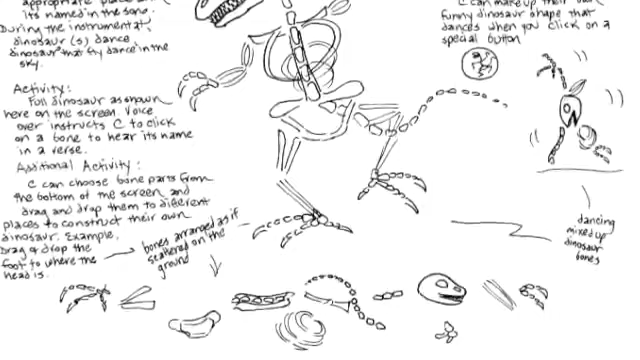 appropriate place
its named in the song.
During the instrumental,
dinosaur(s) dance,
dinosaur that fly dance in the
sky.
Activity:
Full dinosaur as shown
here on the screen. Voice
over instructs C to click
on a bone to hear its name
in a verse.
Additional Activity:
C can choose bone parts from
the bottom of the screen and
drag and drop them to different
places to construct their own
dinosaur. Example,
Drag & drop the
foot to where the
head is.
bones arranged as if
scattered on the
ground
C can make up their own
funny dinosaur shape that
dances when you click on a
special button
dancing
mixed up
dinosaur
bones